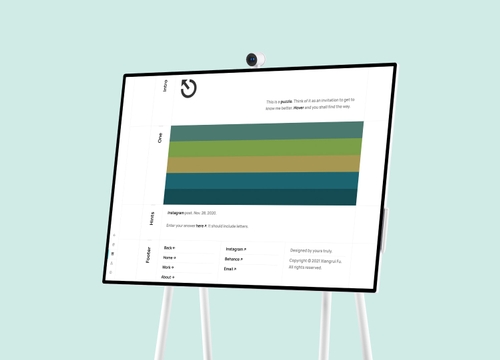 Intro
This is a puzzle. Think of it as an invitation to get to
know me better. Hover and you shall find the way.
One
Hints
Instagram post. Nov. 28, 2020.
Enter your answer here. It should include letters.
Footer
Back
Home
Work
About
Instagram
Behance
Email
Designed by yours truly.
Copyright © 2021
All rights reserved.